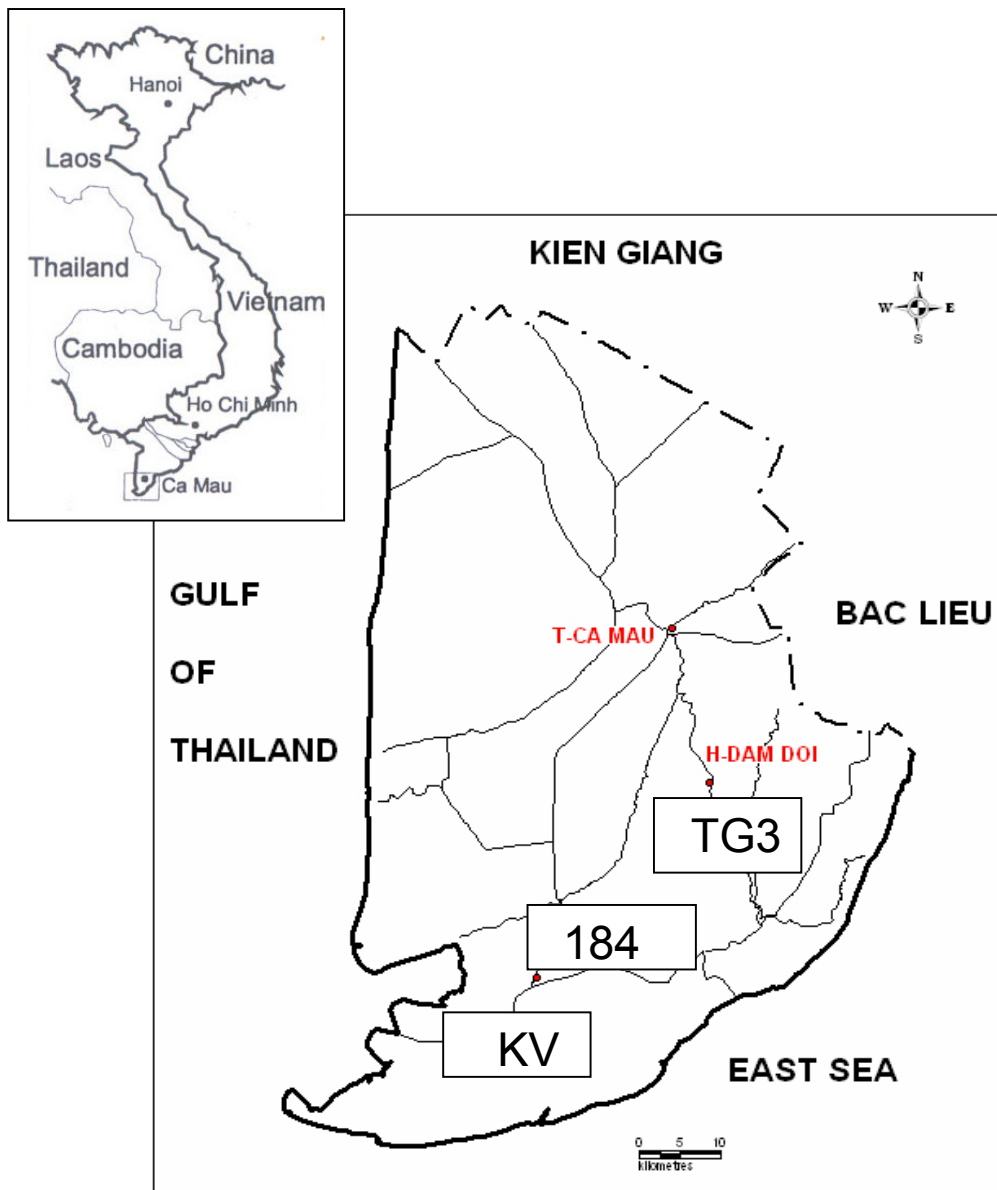 China
Hanoi
Laos
Thailand
Vietnam
Cambodia
Ho Chi Minh
Ca Mau
KIEN GIANG
N
W E
S
GULF
OF
THAILAND
BAC LIEU
T-CA MAU
H-DAM DOI
TG3
184
KV
EAST SEA
0 5 10
kilometres